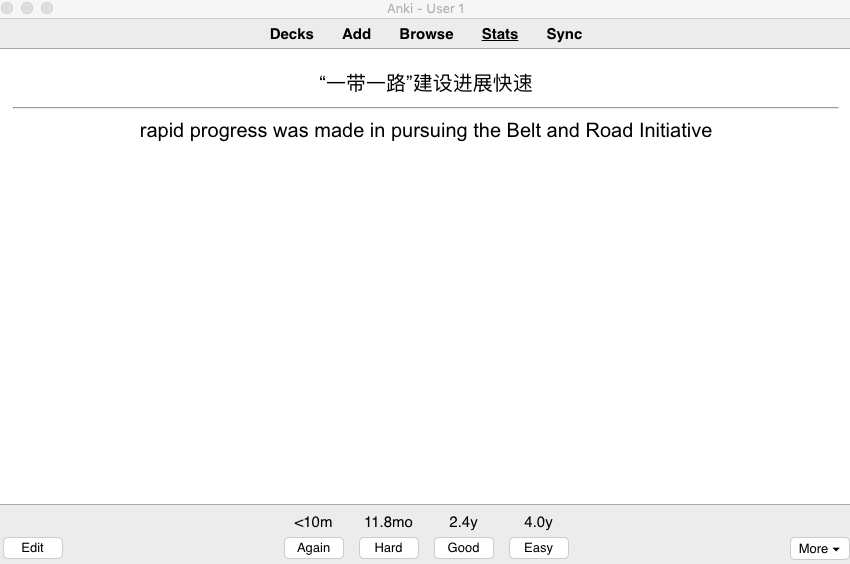 Anki - User 1
Decks Add Browse Stats Sync
“一带一路”建设进展快速
rapid progress was made in pursuing the Belt and Road Initiative
<10m 11.8mo 2.4y 4.0y
Edit Again Hard Good Easy More